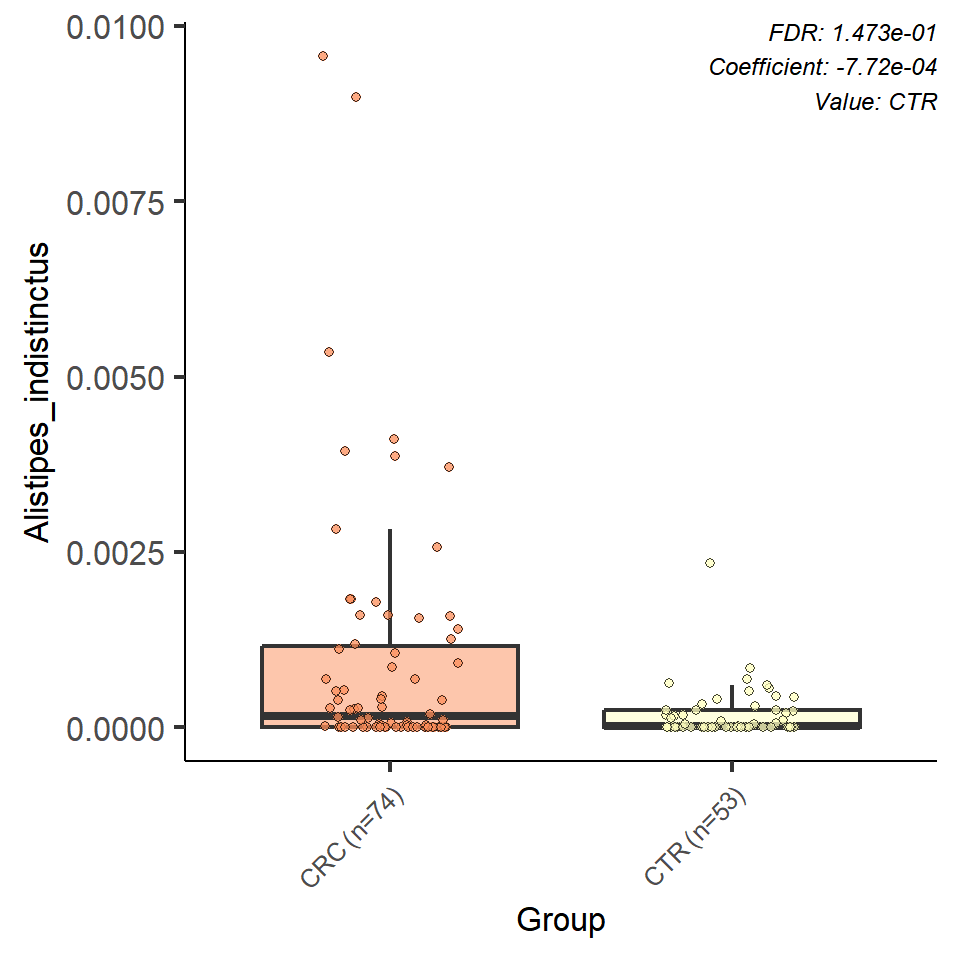 FDR: 1.473e-01
Coefficient: -7.72e-04
Value: CTR
0.0100
0.0075
0.0050
0.0025
0.0000
Alistipes_indistinctus
CRC (n=74)
CTR (n=53)
Group